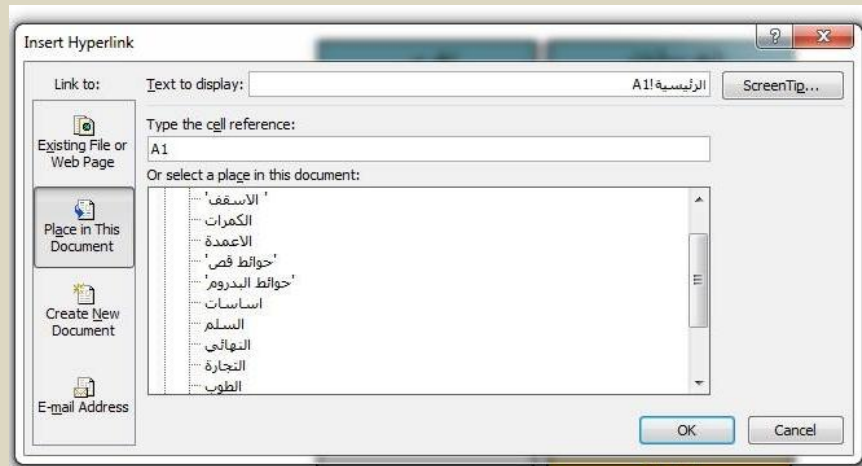 Insert Hyperlink
Link to:
Text to display:
الرئيسية!A1
ScreenTip...
Existing File or
Web Page
Place in This
Document
Create New
Document
E-mail Address
Type the cell reference:
A1
Or select a place in this document:
' الاسقف'
الكمرات
الاعمدة
'حوائط قص'
'حوائط البدروم'
اساسات
السلم
النهائي
التجارة
الطوب
OK
Cancel